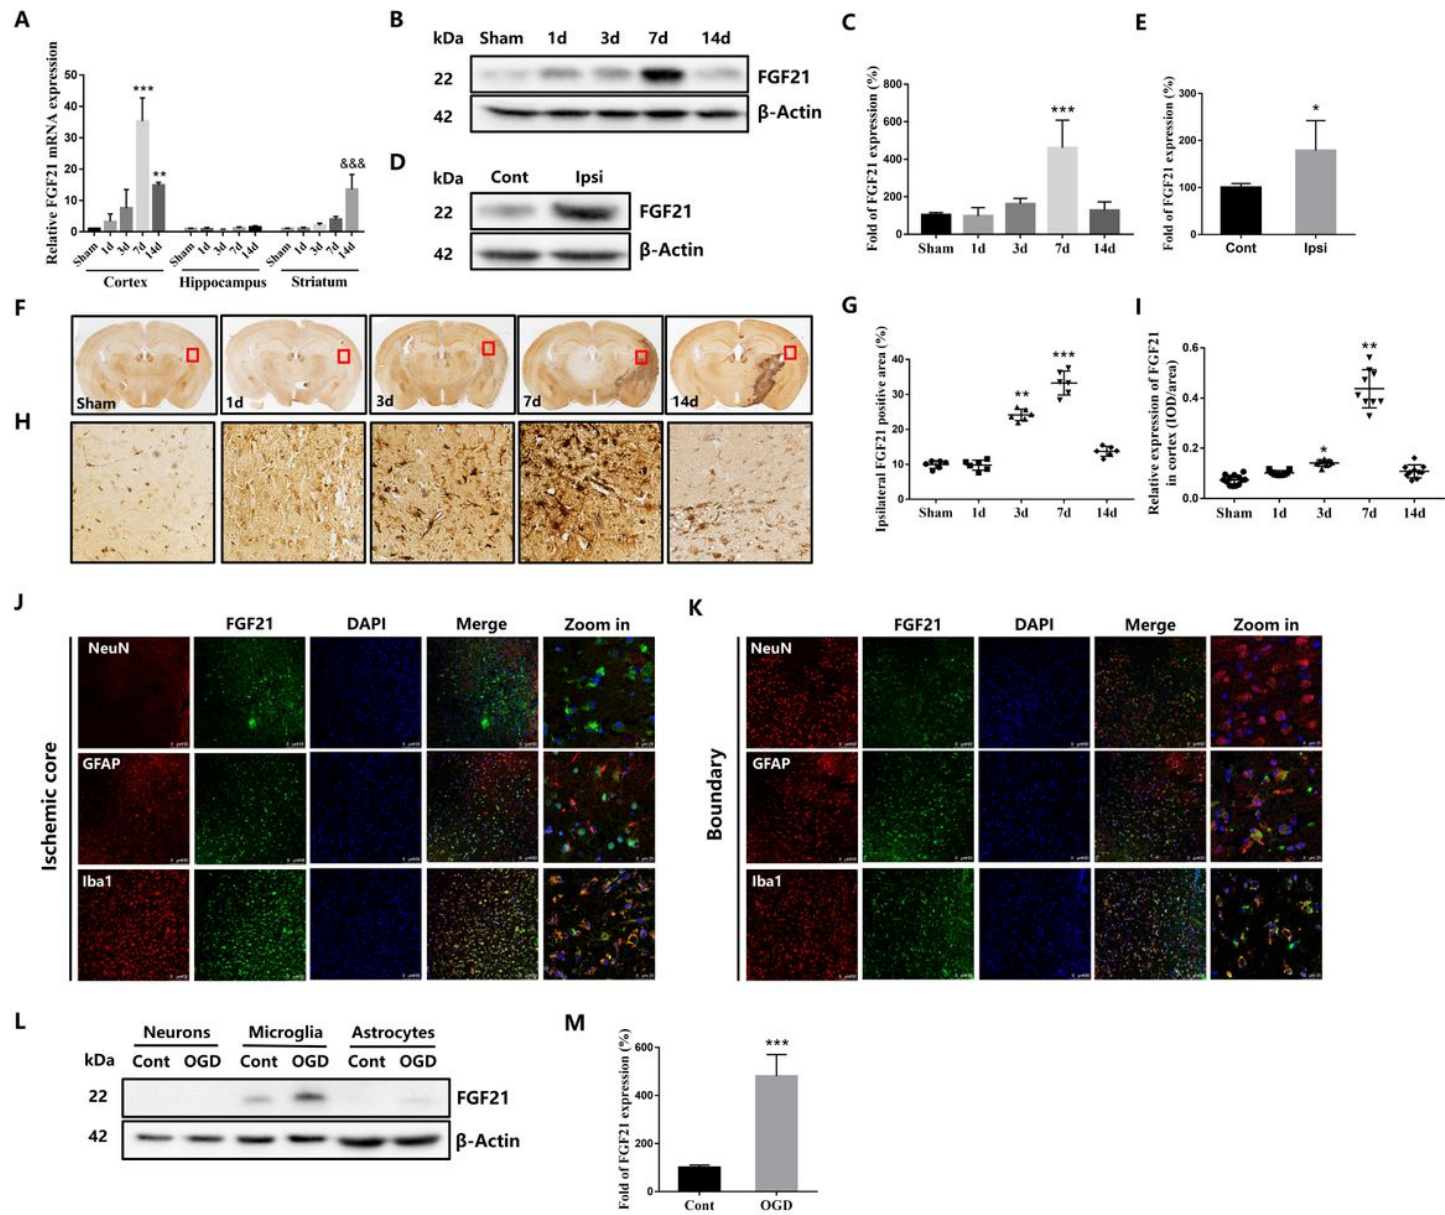 A
Relative FGF21 mRNA expression
50
40
30
20
10
0
***
**
&&&
Sham 1d 3d 7d 14d Sham 1d 3d 7d 14d Sham 1d 3d 7d 14d
Cortex Hippocampus Striatum
B
kDa Sham 1d 3d 7d 14d
22 FGF21
42 β-Actin
D
kDa Cont Ipsi
22 FGF21
42 β-Actin
C
Fold of FGF21 expression (%)
800
600
400
200
0
***
Sham 1d 3d 7d 14d
E
Fold of FGF21 expression (%)
300
200
100
0
*
Cont Ipsi
F
Sham 1d 3d 7d 14d
H
G
Ipsilateral FGF21 positive area (%)
40
30
20
10
0
**
***
Sham 1d 3d 7d 14d
I
Relative expression of FGF21
in cortex (IOD/area)
0.6
0.4
0.2
0.0
*
**
Sham 1d 3d 7d 14d
J
FGF21 DAPI Merge Zoom in
Ischemic core
NeuN
GFAP
Iba1
K
FGF21 DAPI Merge Zoom in
Boundary
NeuN
GFAP
Iba1
L
Neurons Microglia Astrocytes
kDa Cont OGD Cont OGD Cont OGD
22 FGF21
42 β-Actin
M
Fold of FGF21 expression (%)
600
400
200
0
***
Cont OGD